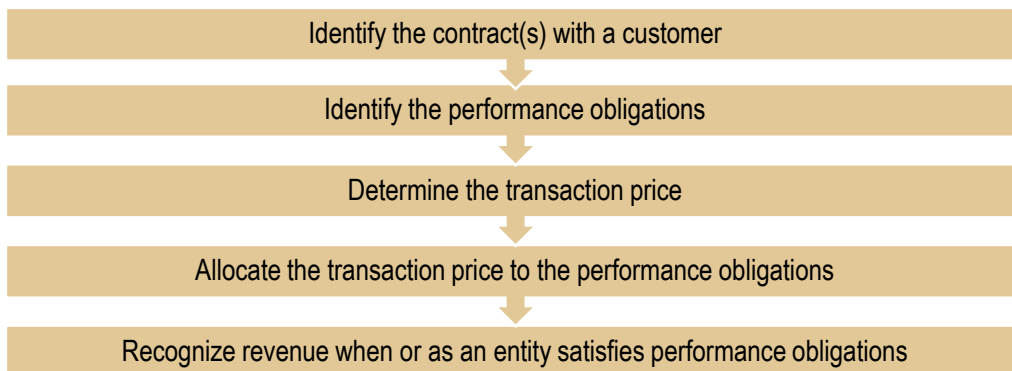 Identify the contract(s) with a customer
Identify the performance obligations
Determine the transaction price
Allocate the transaction price to the performance obligations
Recognize revenue when or as an entity satisfies performance obligations